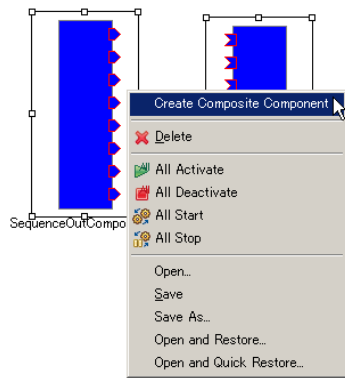 Create Composite Component
Delete
All Activate
All Deactivate
All Start
All Stop
SequenceOutCompo
Open...
Save
Save As...
Open and Restore...
Open and Quick Restore...